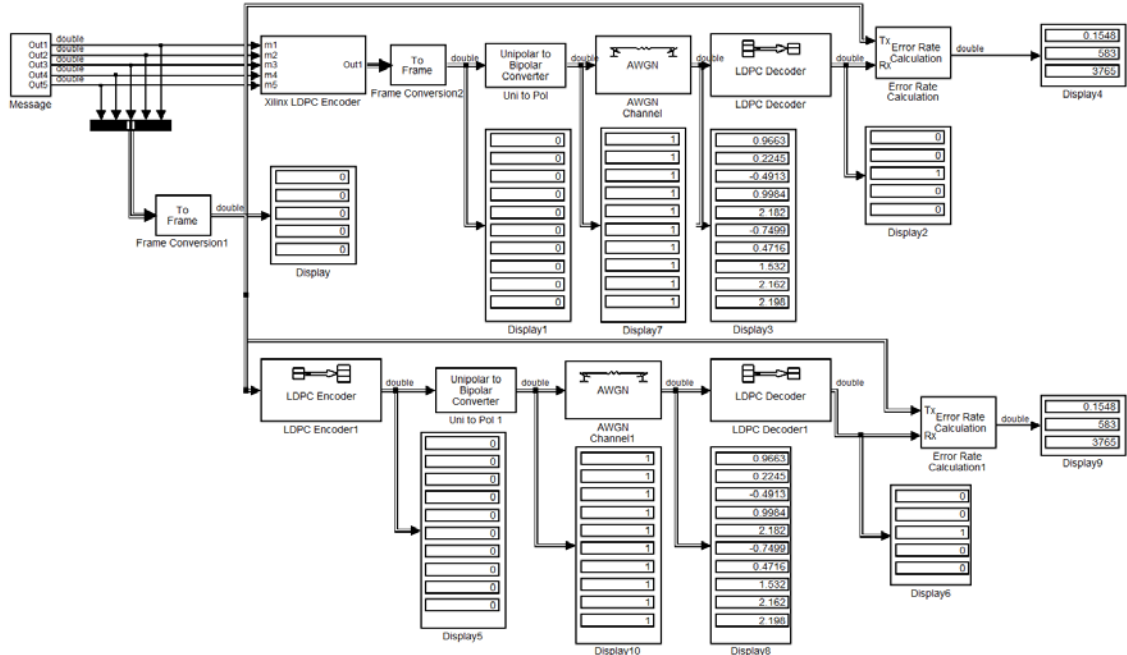 Out1
Out2
Out3
Out4
Out5
Message
double
double
double
double
double
m1
m2
m3
m4
m5
Out1
Xilinx LDPC Encoder
To
Frame
Frame Conversion2
double
Unipolar to
Bipolar
Converter
Uni to Pol
double
AWGN
AWGN
Channel
double
LDPC Decoder
LDPC Decoder
double
Tx
Rx
Error Rate
Calculation
Error Rate
Calculation
double
0.1548
583
3765
Display4
To
Frame
Frame Conversion1
double
0
0
0
0
0
Display
0
0
0
0
0
0
0
0
0
0
Display1
1
1
1
1
1
1
1
1
1
1
Display7
0.9663
0.2245
-0.4913
0.9984
2.182
-0.7499
0.4716
1.532
2.162
2.198
Display3
0
0
1
0
0
Display2
LDPC Encoder
LDPC Encoder1
double
Unipolar to
Bipolar
Converter
Uni to Pol 1
double
AWGN
AWGN
Channel1
double
LDPC Decoder
LDPC Decoder1
double
Tx
Rx
Error Rate
Calculation
Error Rate
Calculation1
double
0.1548
583
3765
Display9
0
0
0
0
0
0
0
0
0
0
Display5
1
1
1
1
1
1
1
1
1
1
Display10
0.9663
0.2245
-0.4913
0.9984
2.182
-0.7499
0.4716
1.532
2.162
2.198
Display8
0
0
1
0
0
Display6